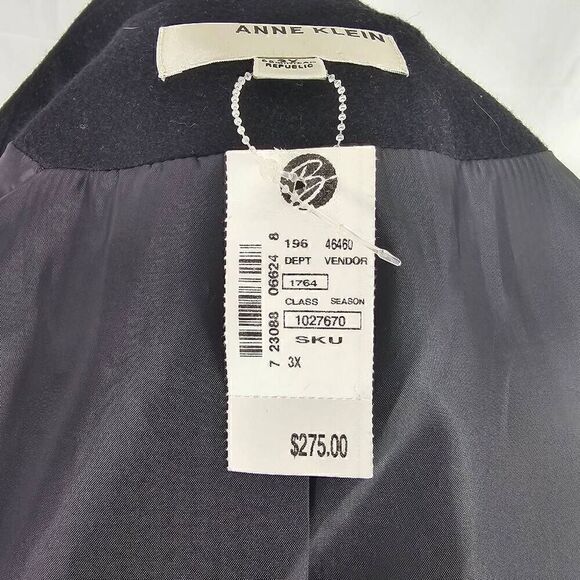 ANNE KLEIN
REPUBLIC
B
196 46460
DEPT VENDOR
1764
CLASS SEASON
1027670
SKU
3X
7 23088 06624 8
$275.00